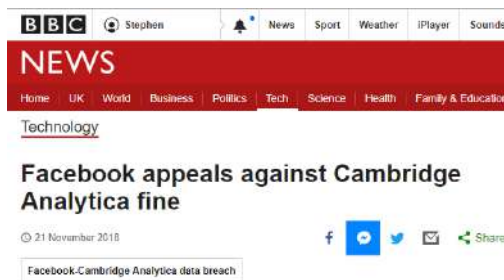 BBC Stephen News Sport Weather iPlayer Sounds
NEWS
Home UK World Business Politics Tech Science Health Family & Education
Technology
Facebook appeals against Cambridge
Analytica fine
21 November 2018 Share
Facebook-Cambridge Analytica data breach